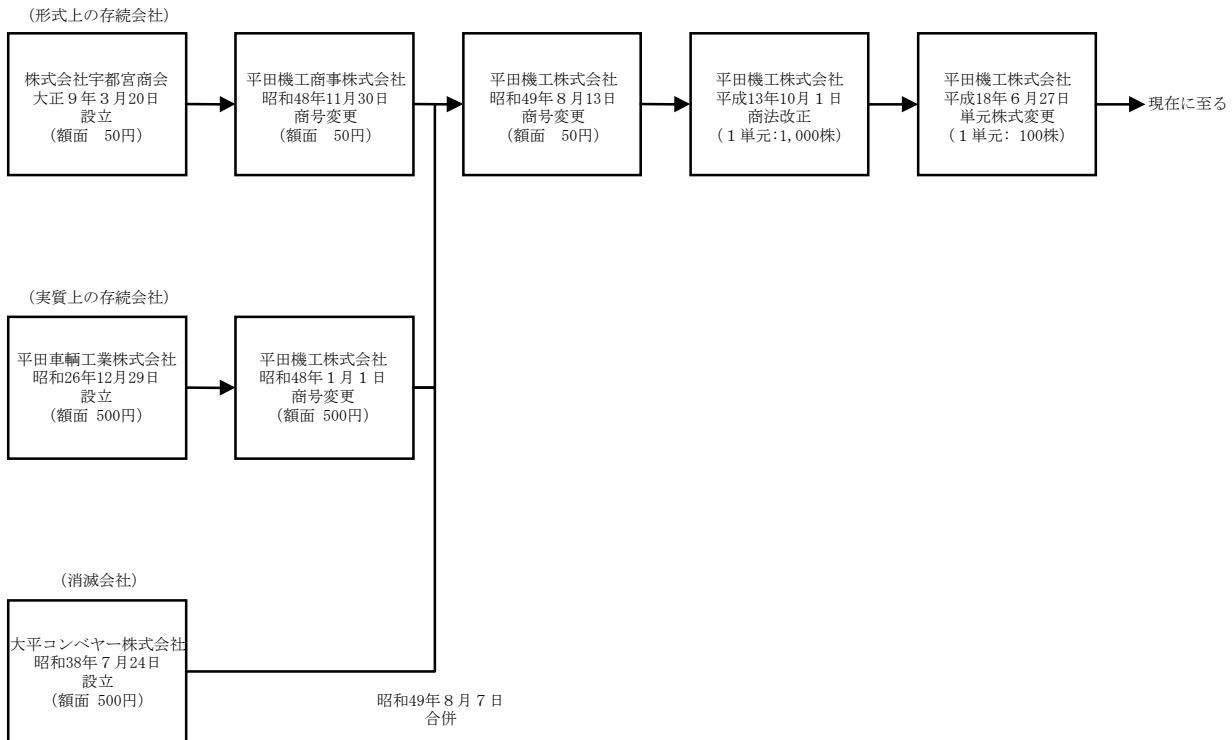 （形式上の存続会社）
株式会社宇都宮商会
大正９年３月20日
設立
（額面　50円）
平田機工商事株式会社
昭和48年11月30日
商号変更
（額面　50円）
平田機工株式会社
昭和49年８月13日
商号変更
（額面　50円）
平田機工株式会社
平成13年10月１日
商法改正
（１単元:1,000株）
平田機工株式会社
平成18年６月27日
単元株式変更
（１単元: 100株）
現在に至る
（実質上の存続会社）
平田車輌工業株式会社
昭和26年12月29日
設立
（額面 500円）
平田機工株式会社
昭和48年１月１日
商号変更
（額面 500円）
（消滅会社）
大平コンベヤー株式会社
昭和38年７月24日
設立
（額面 500円）
昭和49年８月７日
合併